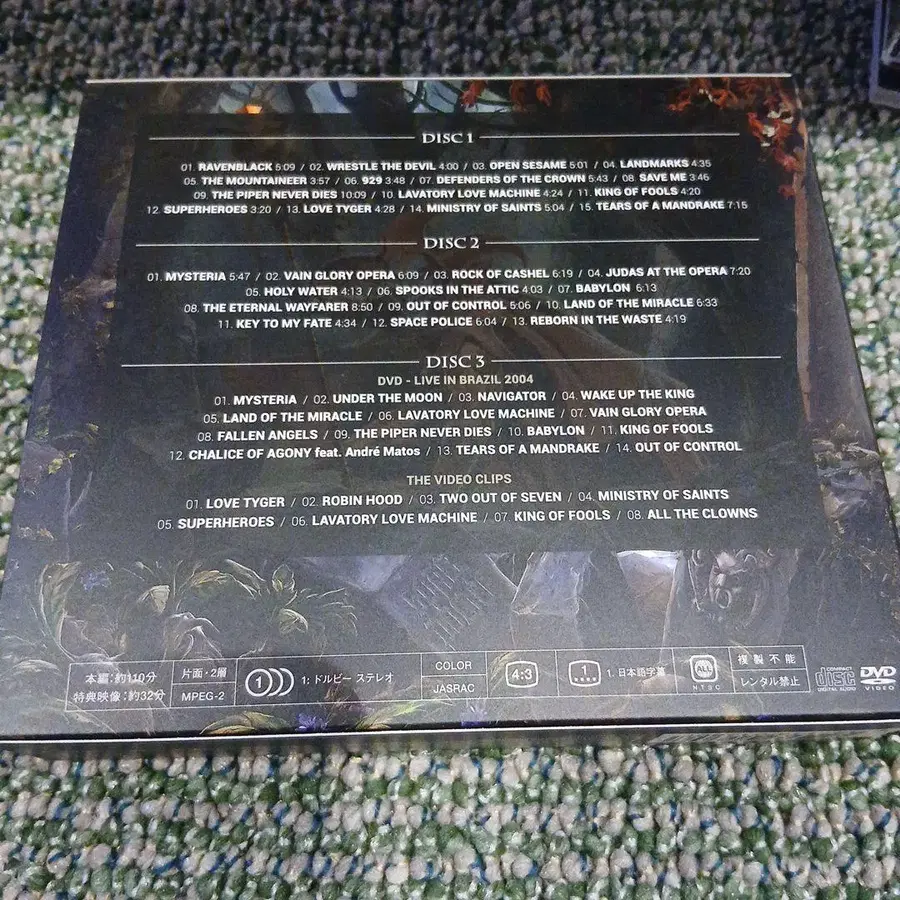 DISC 1
01. RAVENBLACK 5:09 / 02. WRESTLE THE DEVIL 4:00 / 03. OPEN SESAME 5:01 / 04. LANDMARKS 4:35
05. THE MOUNTAINEER 3:57 / 06. 929 3:48 / 07. DEFENDERS OF THE CROWN 5:43 / 08. SAVE ME 3:46
09. THE PIPER NEVER DIES 10:09 / 10. LAVATORY LOVE MACHINE 4:24 / 11. KING OF FOOLS 4:20
12. SUPERHEROES 3:20 / 13. LOVE TYGER 4:28 / 14. MINISTRY OF SAINTS 5:04 / 15. TEARS OF A MANDRAKE 7:15
DISC 2
01. MYSTERIA 5:47 / 02. VAIN GLORY OPERA 6:09 / 03. ROCK OF CASHEL 6:19 / 04. JUDAS AT THE OPERA 7:20
05. HOLY WATER 4:13 / 06. SPOOKS IN THE ATTIC 4:03 / 07. BABYLON 6:13
08. THE ETERNAL WAYFARER 8:50 / 09. OUT OF CONTROL 5:06 / 10. LAND OF THE MIRACLE 6:33
11. KEY TO MY FATE 4:34 / 12. SPACE POLICE 6:04 / 13. REBORN IN THE WASTE 4:19
DISC 3
DVD - LIVE IN BRAZIL 2004
01. MYSTERIA / 02. UNDER THE MOON / 03. NAVIGATOR / 04. WAKE UP THE KING
05. LAND OF THE MIRACLE / 06. LAVATORY LOVE MACHINE / 07. VAIN GLORY OPERA
08. FALLEN ANGELS / 09. THE PIPER NEVER DIES / 10. BABYLON / 11. KING OF FOOLS
12. CHALICE OF AGONY feat. André Matos / 13. TEARS OF A MANDRAKE / 14. OUT OF CONTROL
THE VIDEO CLIPS
01. LOVE TYGER / 02. ROBIN HOOD / 03. TWO OUT OF SEVEN / 04. MINISTRY OF SAINTS
05. SUPERHEROES / 06. LAVATORY LOVE MACHINE / 07. KING OF FOOLS / 08. ALL THE CLOWNS
本編:約110分
特典映像:約32分
片面・2層
MPEG-2
1
1: ドルビー ステレオ
COLOR
JASRAC
4:3
1
1. 日本語字幕
ALL
NTSC
複製不能
レンタル禁止
COMPACT
disc
DIGITAL AUDIO
DVD
VIDEO